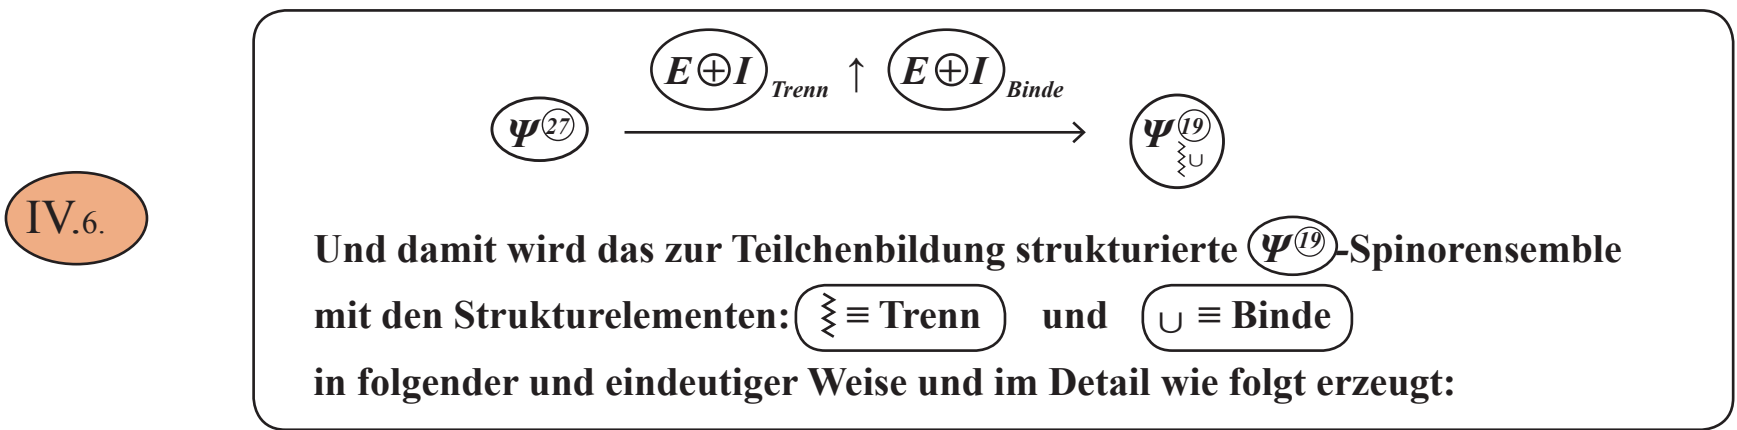 E⊕I Trenn ↑ E⊕I Binde
Ψ㉗ ⟶ Ψ⑲ ⌇∪
IV.6.
Und damit wird das zur Teilchenbildung strukturierte Ψ⑲-Spinorensemble
mit den Strukturelementen: ⌇ ≡ Trenn und ∪ ≡ Binde
in folgender und eindeutiger Weise und im Detail wie folgt erzeugt: